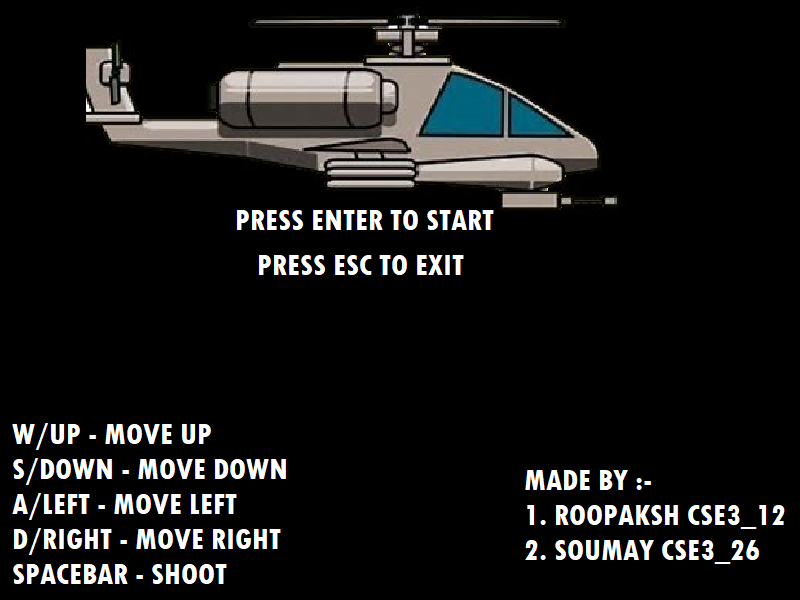 PRESS ENTER TO START
PRESS ESC TO EXIT
W/UP - MOVE UP
S/DOWN - MOVE DOWN
A/LEFT - MOVE LEFT
D/RIGHT - MOVE RIGHT
SPACEBAR - SHOOT
MADE BY :-
1. ROOPAKSH CSE3_12
2. SOUMAY CSE3_26